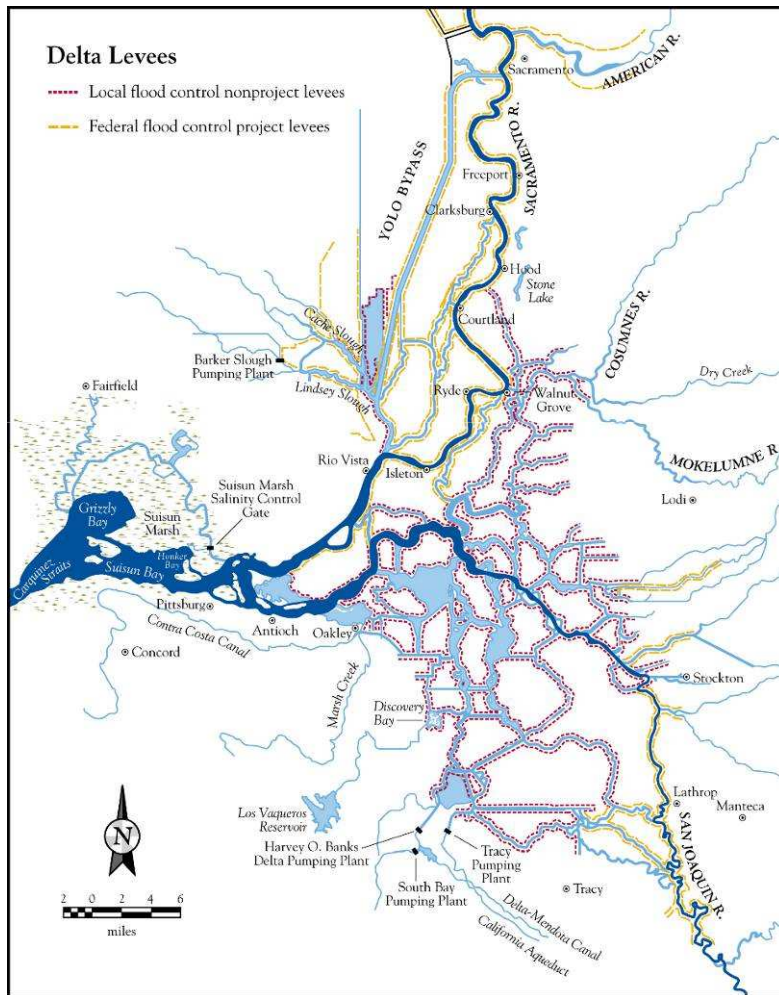 Delta Levees
Local flood control nonproject levees
Federal flood control project levees
Sacramento
AMERICAN R.
SACRAMENTO R.
YOLO BYPASS
Freeport
Clarksburg
Hood
Stone
Lake
Courtland
COSUMNES R.
Cache Slough
Barker Slough
Pumping Plant
Lindsey Slough
Dry Creek
Fairfield
Ryde
Walnut
Grove
MOKELUMNE R.
Rio Vista
Isleton
Lodi
Suisun Marsh
Salinity Control
Gate
Grizzly
Bay
Suisun
Marsh
Honker
Bay
Carquinez
Straits
Suisun Bay
Pittsburg
Antioch
Oakley
Contra Costa Canal
Concord
Marsh Creek
Stockton
Discovery
Bay
Los Vaqueros
Reservoir
Lathrop
Manteca
SAN JOAQUIN R.
Harvey O. Banks
Delta Pumping Plant
Tracy
Pumping
Plant
South Bay
Pumping Plant
Tracy
Delta-Mendota Canal
California Aqueduct
N
2 0 2 4 6
miles